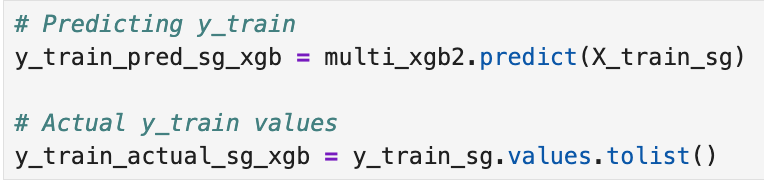 # Predicting y_train
y_train_pred_sg_xgb = multi_xgb2.predict(X_train_sg)
# Actual y_train values
y_train_actual_sg_xgb = y_train_sg.values.tolist()